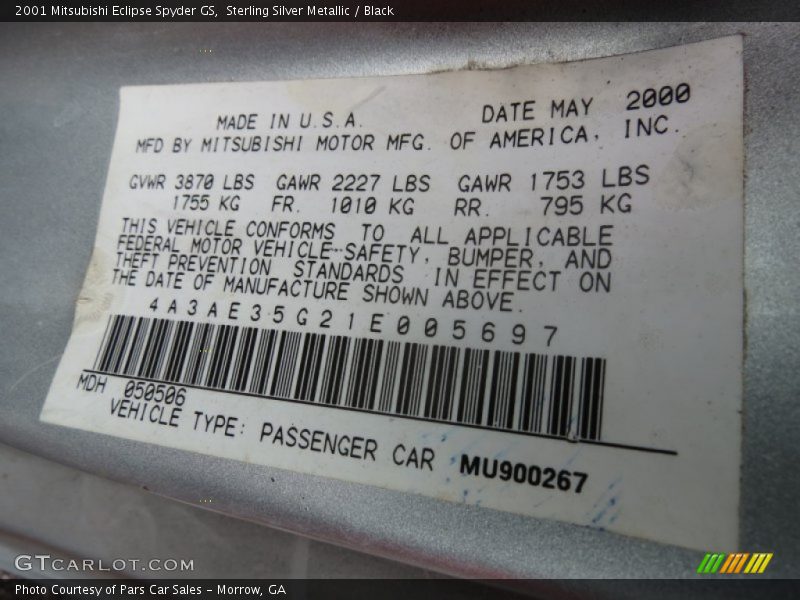 2001 Mitsubishi Eclipse Spyder GS, Sterling Silver Metallic / Black
MADE IN U.S.A. DATE MAY 2000
MFD BY MITSUBISHI MOTOR MFG. OF AMERICA, INC.
GVWR 3870 LBS GAWR 2227 LBS GAWR 1753 LBS
1755 KG FR. 1010 KG RR. 795 KG
THIS VEHICLE CONFORMS TO ALL APPLICABLE
FEDERAL MOTOR VEHICLE SAFETY, BUMPER, AND
THEFT PREVENTION STANDARDS IN EFFECT ON
THE DATE OF MANUFACTURE SHOWN ABOVE.
4A3AE35G21E005697
MDH 050506
VEHICLE TYPE: PASSENGER CAR MU900267
GTCARLOT.COM
Photo Courtesy of Pars Car Sales - Morrow, GA